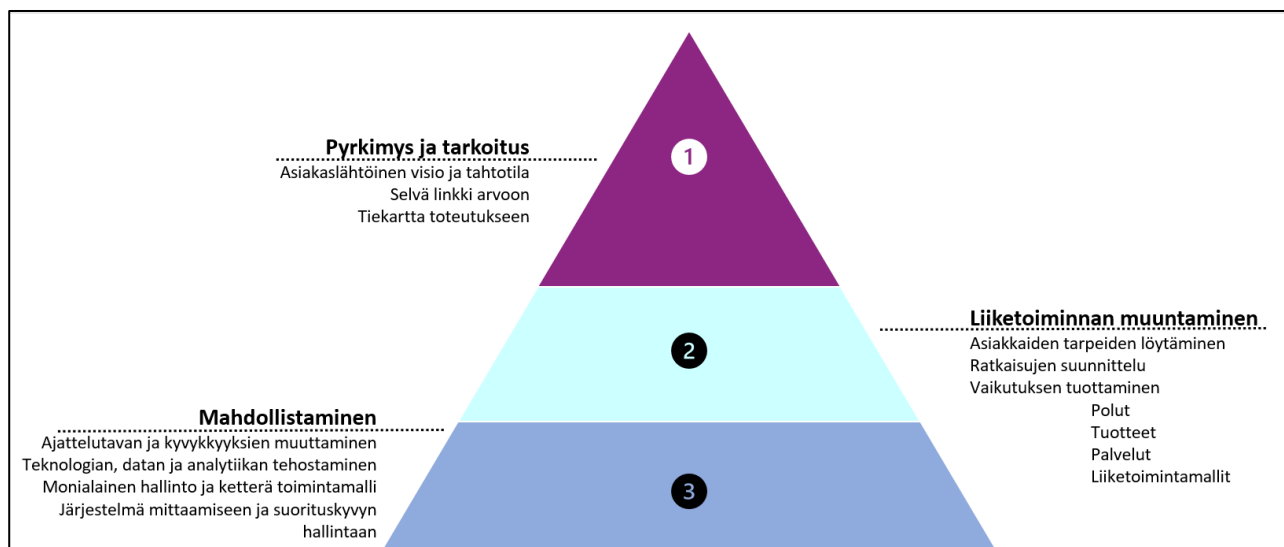 Pyrkimys ja tarkoitus
Asiakaslähtöinen visio ja tahtotila
Selvä linkki arvoon
Tiekartta toteutukseen
1
Liiketoiminnan muuntaminen
Asiakkaiden tarpeiden löytäminen
Ratkaisujen suunnittelu
Vaikutuksen tuottaminen
Polut
Tuotteet
Palvelut
Liiketoimintamallit
2
Mahdollistaminen
Ajattelutavan ja kyvykkyyksien muuttaminen
Teknologian, datan ja analytiikan tehostaminen
Monialainen hallinto ja ketterä toimintamalli
Järjestelmä mittaamiseen ja suorituskyvyn
hallintaan
3